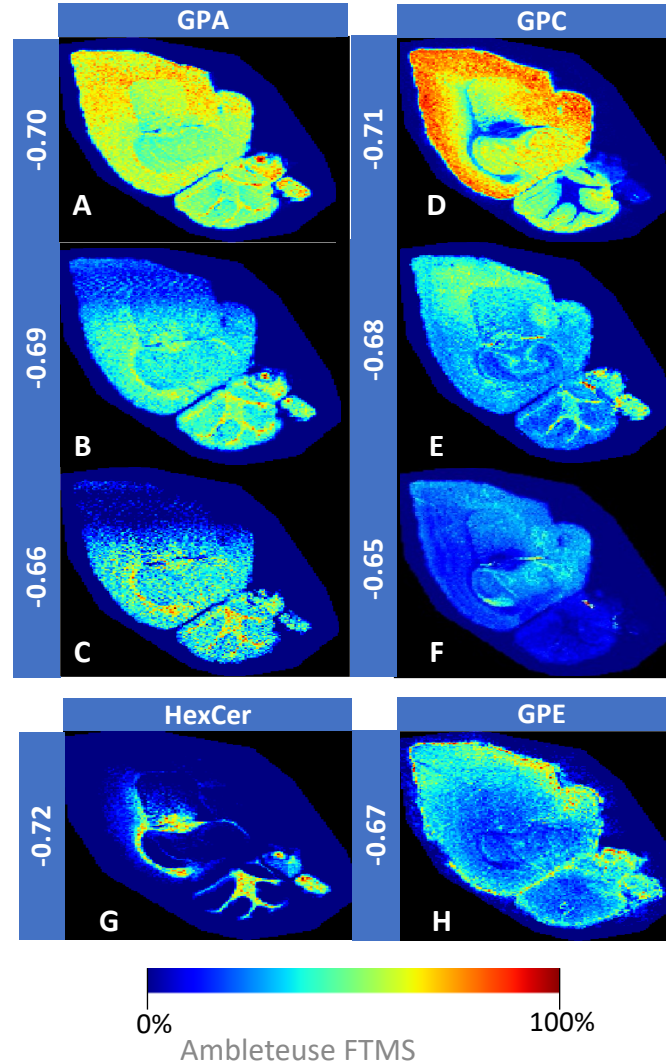 GPA
GPC
-0.70
A
-0.71
D
-0.69
B
-0.68
E
-0.66
C
-0.65
F
HexCer
GPE
-0.72
G
-0.67
H
0%
100%
Ambleteuse FTMS